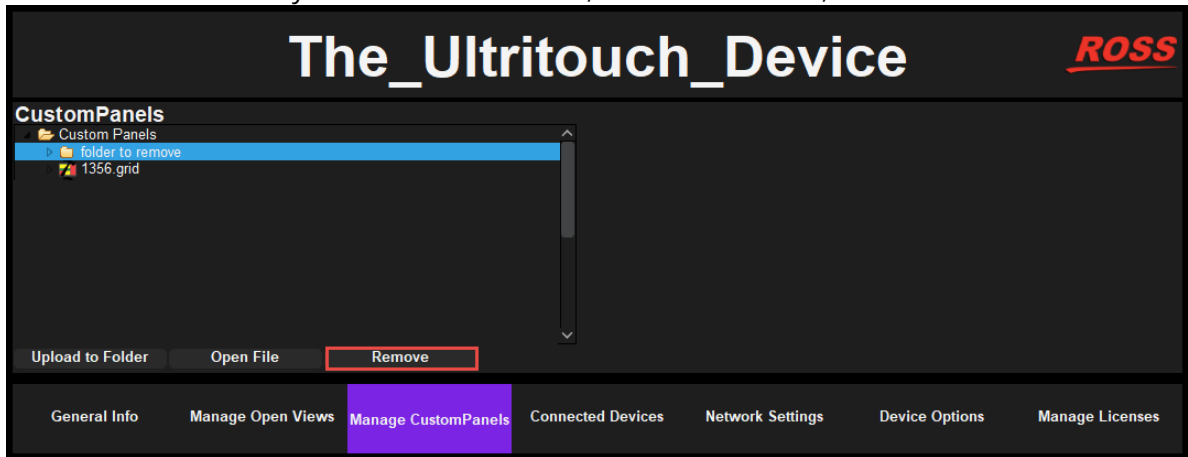 The_Ultritouch_Device
ROSS
CustomPanels
Custom Panels
folder to remove
1356.grid
Upload to Folder Open File Remove
General Info Manage Open Views Manage CustomPanels Connected Devices Network Settings Device Options Manage Licenses